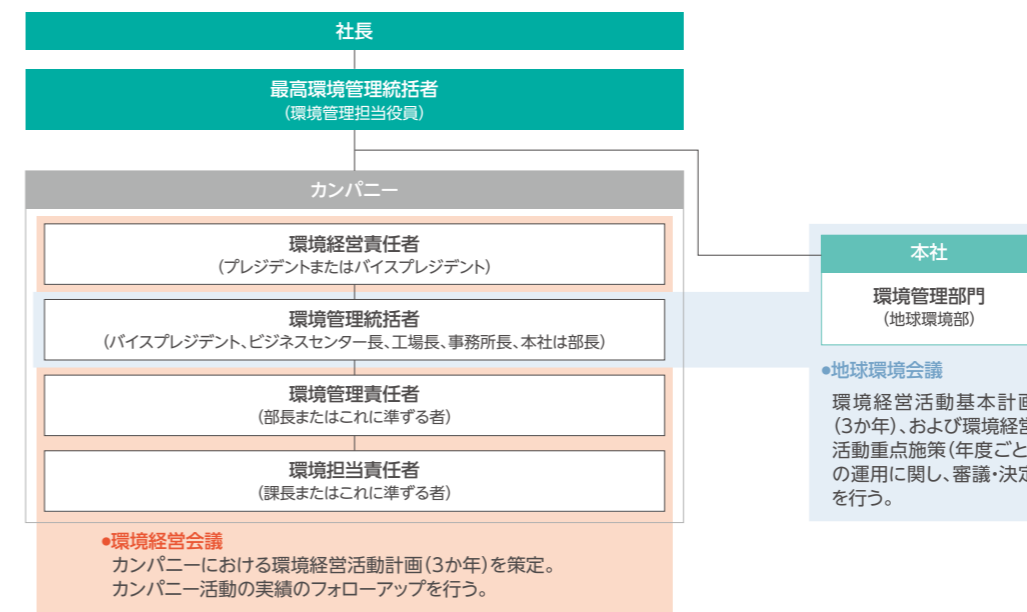 社長
最高環境管理統括者
(環境管理担当役員)
カンパニー
環境経営責任者
(プレジデントまたはバイスプレジデント)
環境管理統括者
(バイスプレジデント、ビジネスセンター長、工場長、事務所長、本社は部長)
環境管理責任者
(部長またはこれに準ずる者)
環境担当責任者
(課長またはこれに準ずる者)
●環境経営会議
カンパニーにおける環境経営活動計画(3か年)を策定。
カンパニー活動の実績のフォローアップを行う。
本社
環境管理部門
(地球環境部)
●地球環境会議
環境経営活動基本計画
(3か年)、および環境経営
活動重点施策(年度ごと
の運用に関し、審議・決定
を行う。